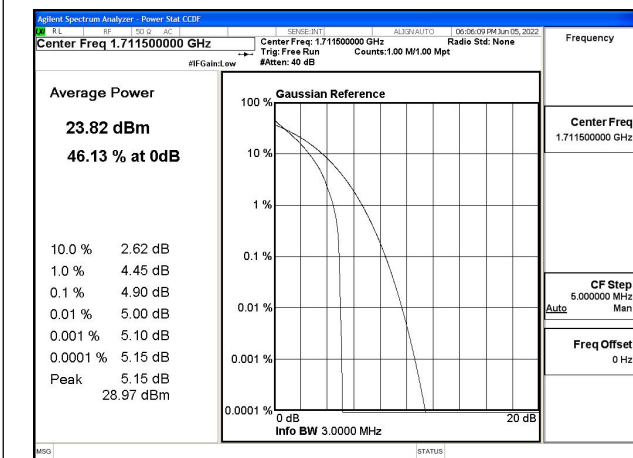 Agilent Spectrum Analyzer - Power Stat CCDF
RL RF 50 Ω AC SENSE:INT ALIGN AUTO 06:06:09 PM Jun 05, 2022
Center Freq 1.711500000 GHz
Center Freq: 1.711500000 GHz Radio Std: None
Trig: Free Run Counts:1.00 M/1.00 Mpt
#IFGain:Low #Atten: 40 dB
Frequency
Average Power
23.82 dBm
46.13 % at 0dB
10.0 % 2.62 dB
1.0 % 4.45 dB
0.1 % 4.90 dB
0.01 % 5.00 dB
0.001 % 5.10 dB
0.0001 % 5.15 dB
Peak 5.15 dB
28.97 dBm
Gaussian Reference
100 %
10 %
1 %
0.1 %
0.01 %
0.001 %
0.0001 %
0 dB 20 dB
Info BW 3.0000 MHz
Center Freq
1.711500000 GHz
CF Step
5.000000 MHz
Auto Man
Freq Offset
0 Hz
MSG STATUS